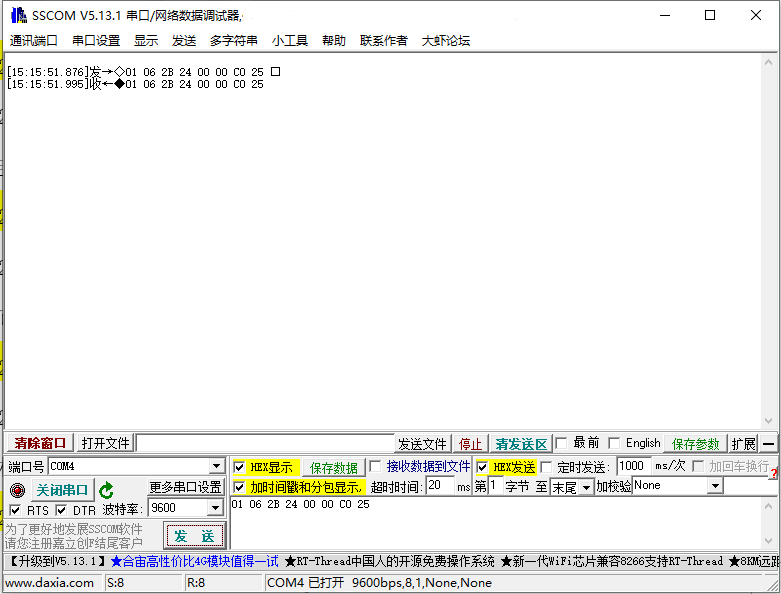 SSCOM V5.13.1 串口/网络数据调试器,
通讯端口 串口设置 显示 发送 多字符串 小工具 帮助 联系作者 大虾论坛
[15:15:51.876]发→◇01 06 2B 24 00 00 C0 25 □
[15:15:51.995]收←◆01 06 2B 24 00 00 C0 25
清除窗口 打开文件 发送文件 停止 清发送区 最前 English 保存参数 扩展 —
端口号 COM4 HEX显示 保存数据 接收数据到文件 HEX发送 定时发送: 1000 ms/次 加回车换行
关闭串口 更多串口设置 加时间戳和分包显示, 超时时间: 20 ms 第 1 字节 至 末尾 加校验 None ?
RTS DTR 波特率: 9600 01 06 2B 24 00 00 C0 25
为了更好地发展SSCOM软件
请您注册嘉立创F结尾客户
发 送
【升级到V5.13.1】★合宙高性价比4G模块值得一试 ★RT-Thread中国人的开源免费操作系统 ★新一代WiFi芯片兼容8266支持RT-Thread ★8KM远距
www.daxia.com S:8 R:8 COM4 已打开 9600bps,8,1,None,None